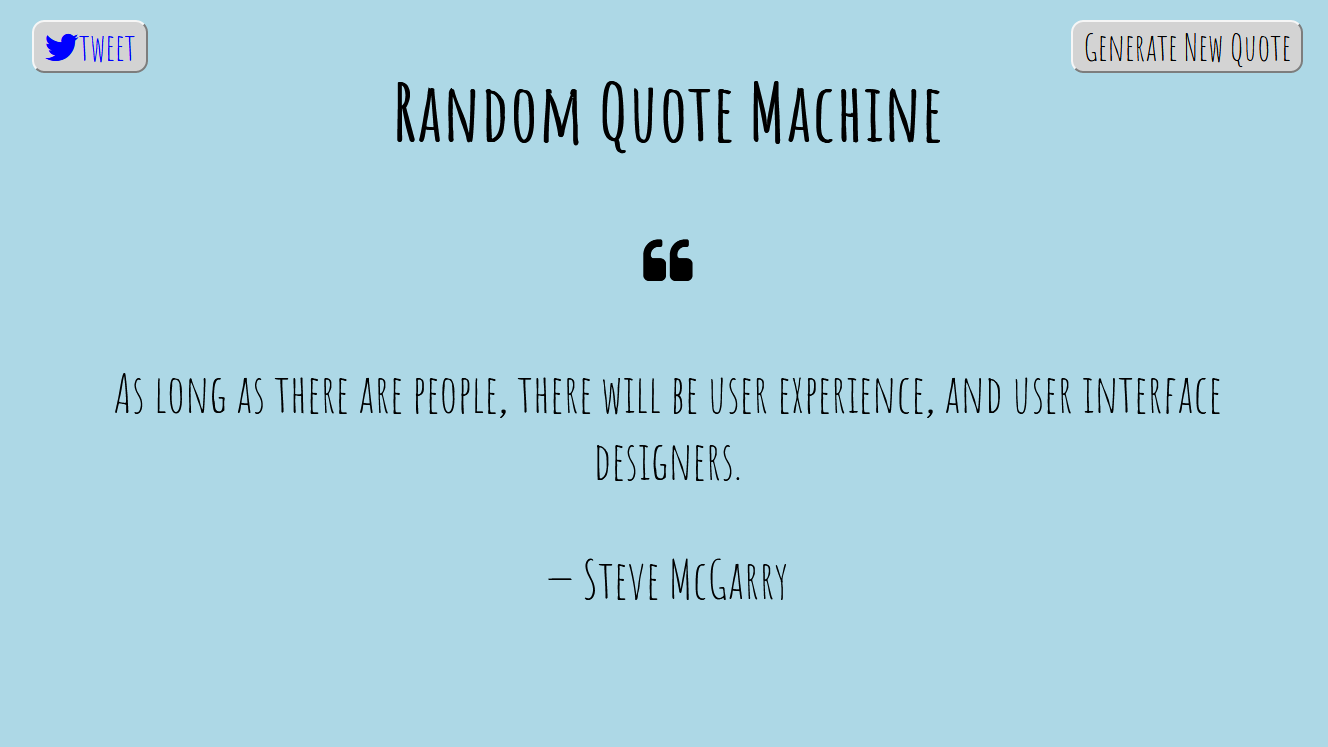 Tweet
Generate New Quote
Random Quote Machine
❝
As long as there are people, there will be user experience, and user interface
designers.
— Steve McGarry